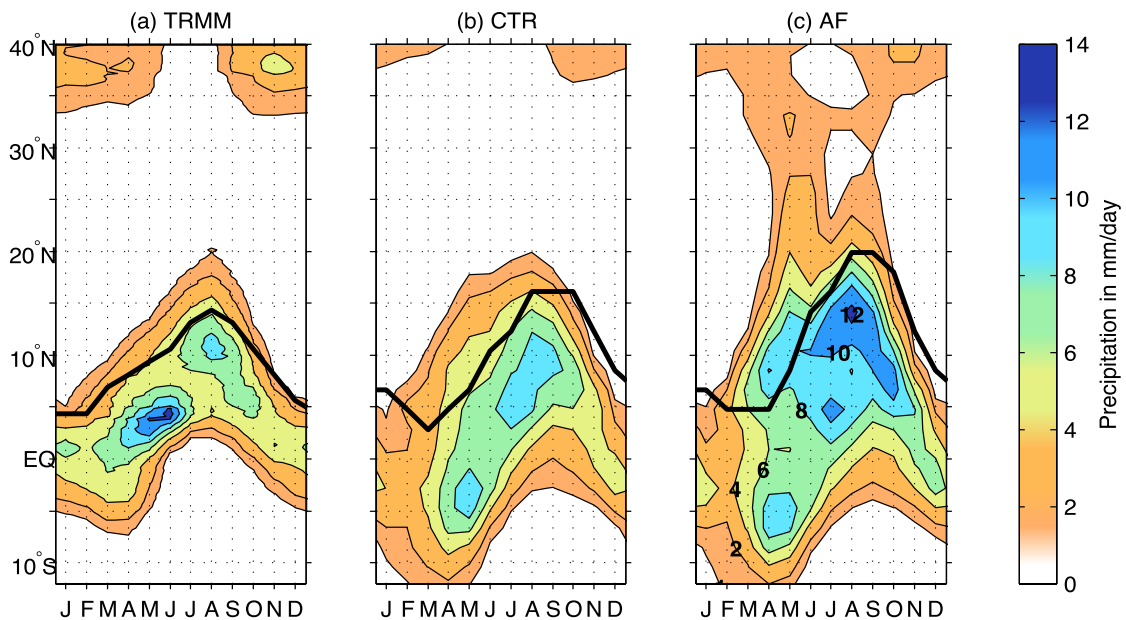 (a) TRMM
(b) CTR
(c) AF
40°N
30°N
20°N
10°N
EQ
10°S
J F M A M J J A S O N D
J F M A M J J A S O N D
12
10
8
6
4
2
J F M A M J J A S O N D
14
12
10
8
6
4
2
0
Precipitation in mm/day